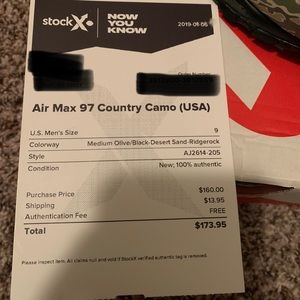 stockX
NOW
YOU
KNOW
2019-01-06
Order Number
Air Max 97 Country Camo (USA)
U.S. Men's Size 9
Colorway Medium Olive/Black-Desert Sand-Ridgerock
Style AJ2614-205
Condition New; 100% authentic
Purchase Price $160.00
Shipping $13.95
Authentication Fee FREE
Total $173.95
Please inspect item. All claims null and void if StockX verified authentic tag is removed.